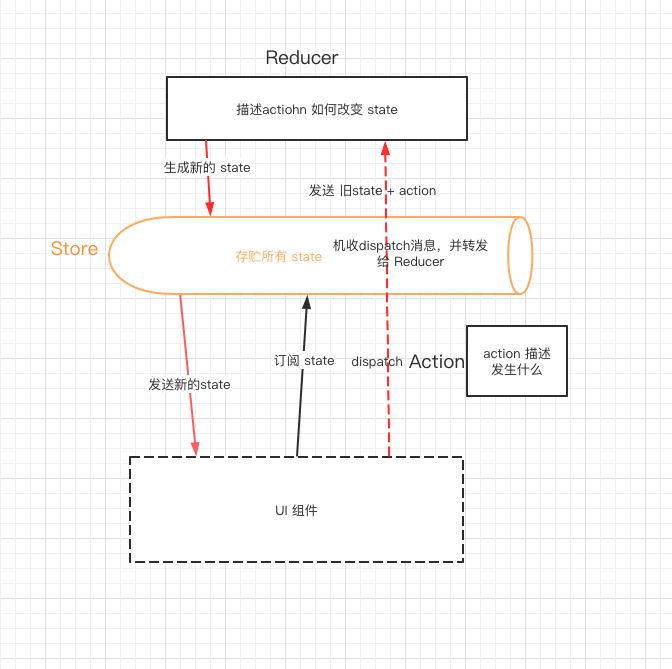 Reducer
描述actiohn 如何改变 state
生成新的 state
发送 旧state + action
Store
存贮所有 state
机收dispatch消息，并转发
给 Reducer
action 描述
发生什么
订阅 state
dispatch
Action
发送新的state
UI 组件